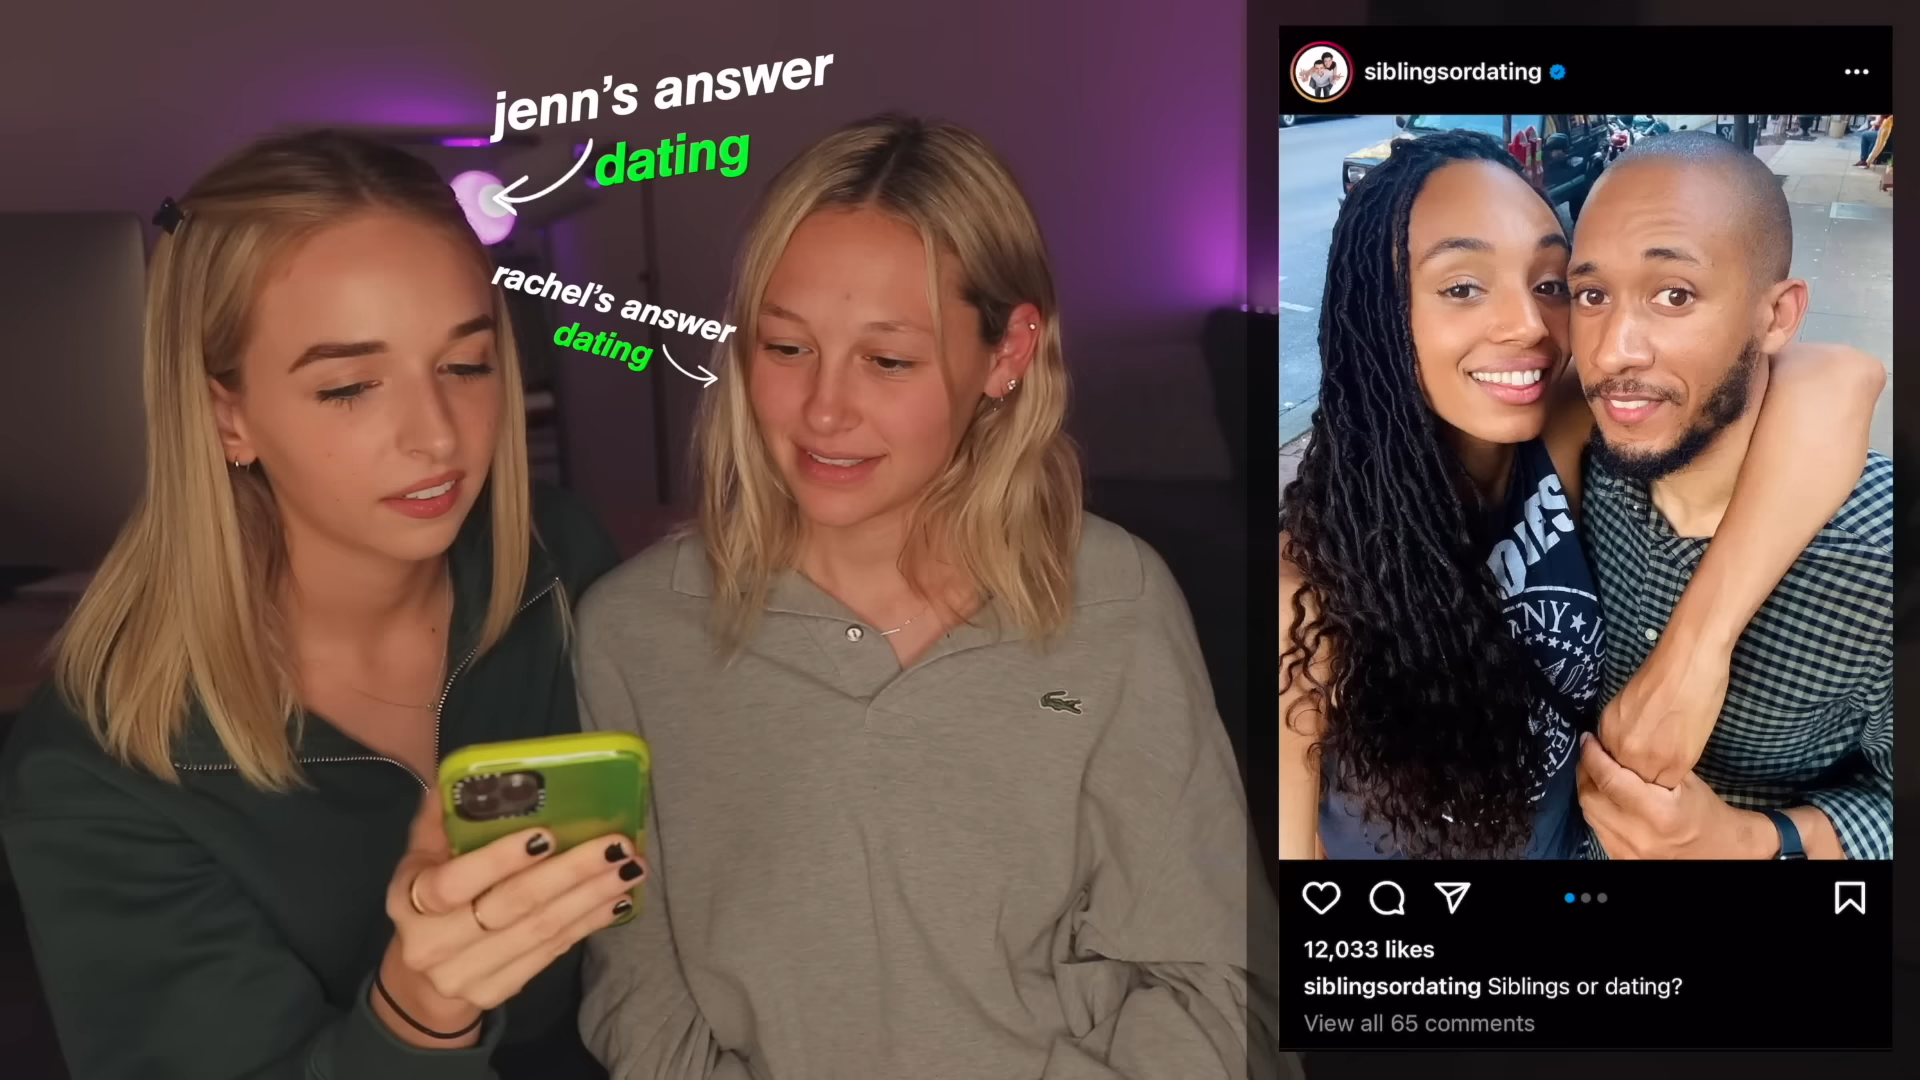 jenn's answer
dating
rachel's answer
dating
siblingsordating
12,033 likes
siblingsordating Siblings or dating?
View all 65 comments